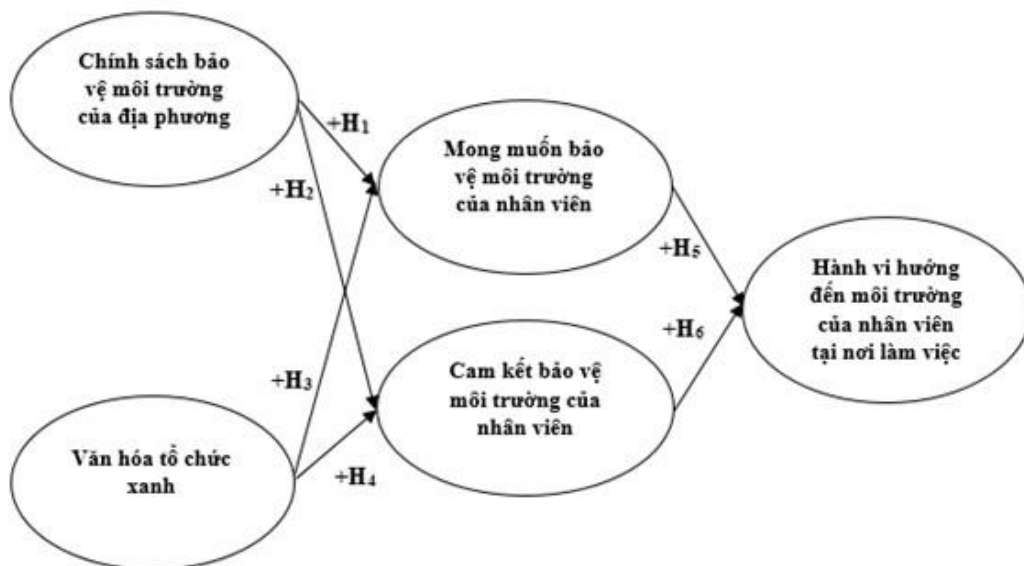 Chính sách bảo
vệ môi trường
của địa phương
+H₁
Mong muốn bảo
vệ môi trường
của nhân viên
+H₂
+H₅
Hành vi hướng
đến môi trường
của nhân viên
tại nơi làm việc
+H₆
+H₃
Cam kết bảo vệ
môi trường của
nhân viên
Văn hóa tổ chức
xanh
+H₄